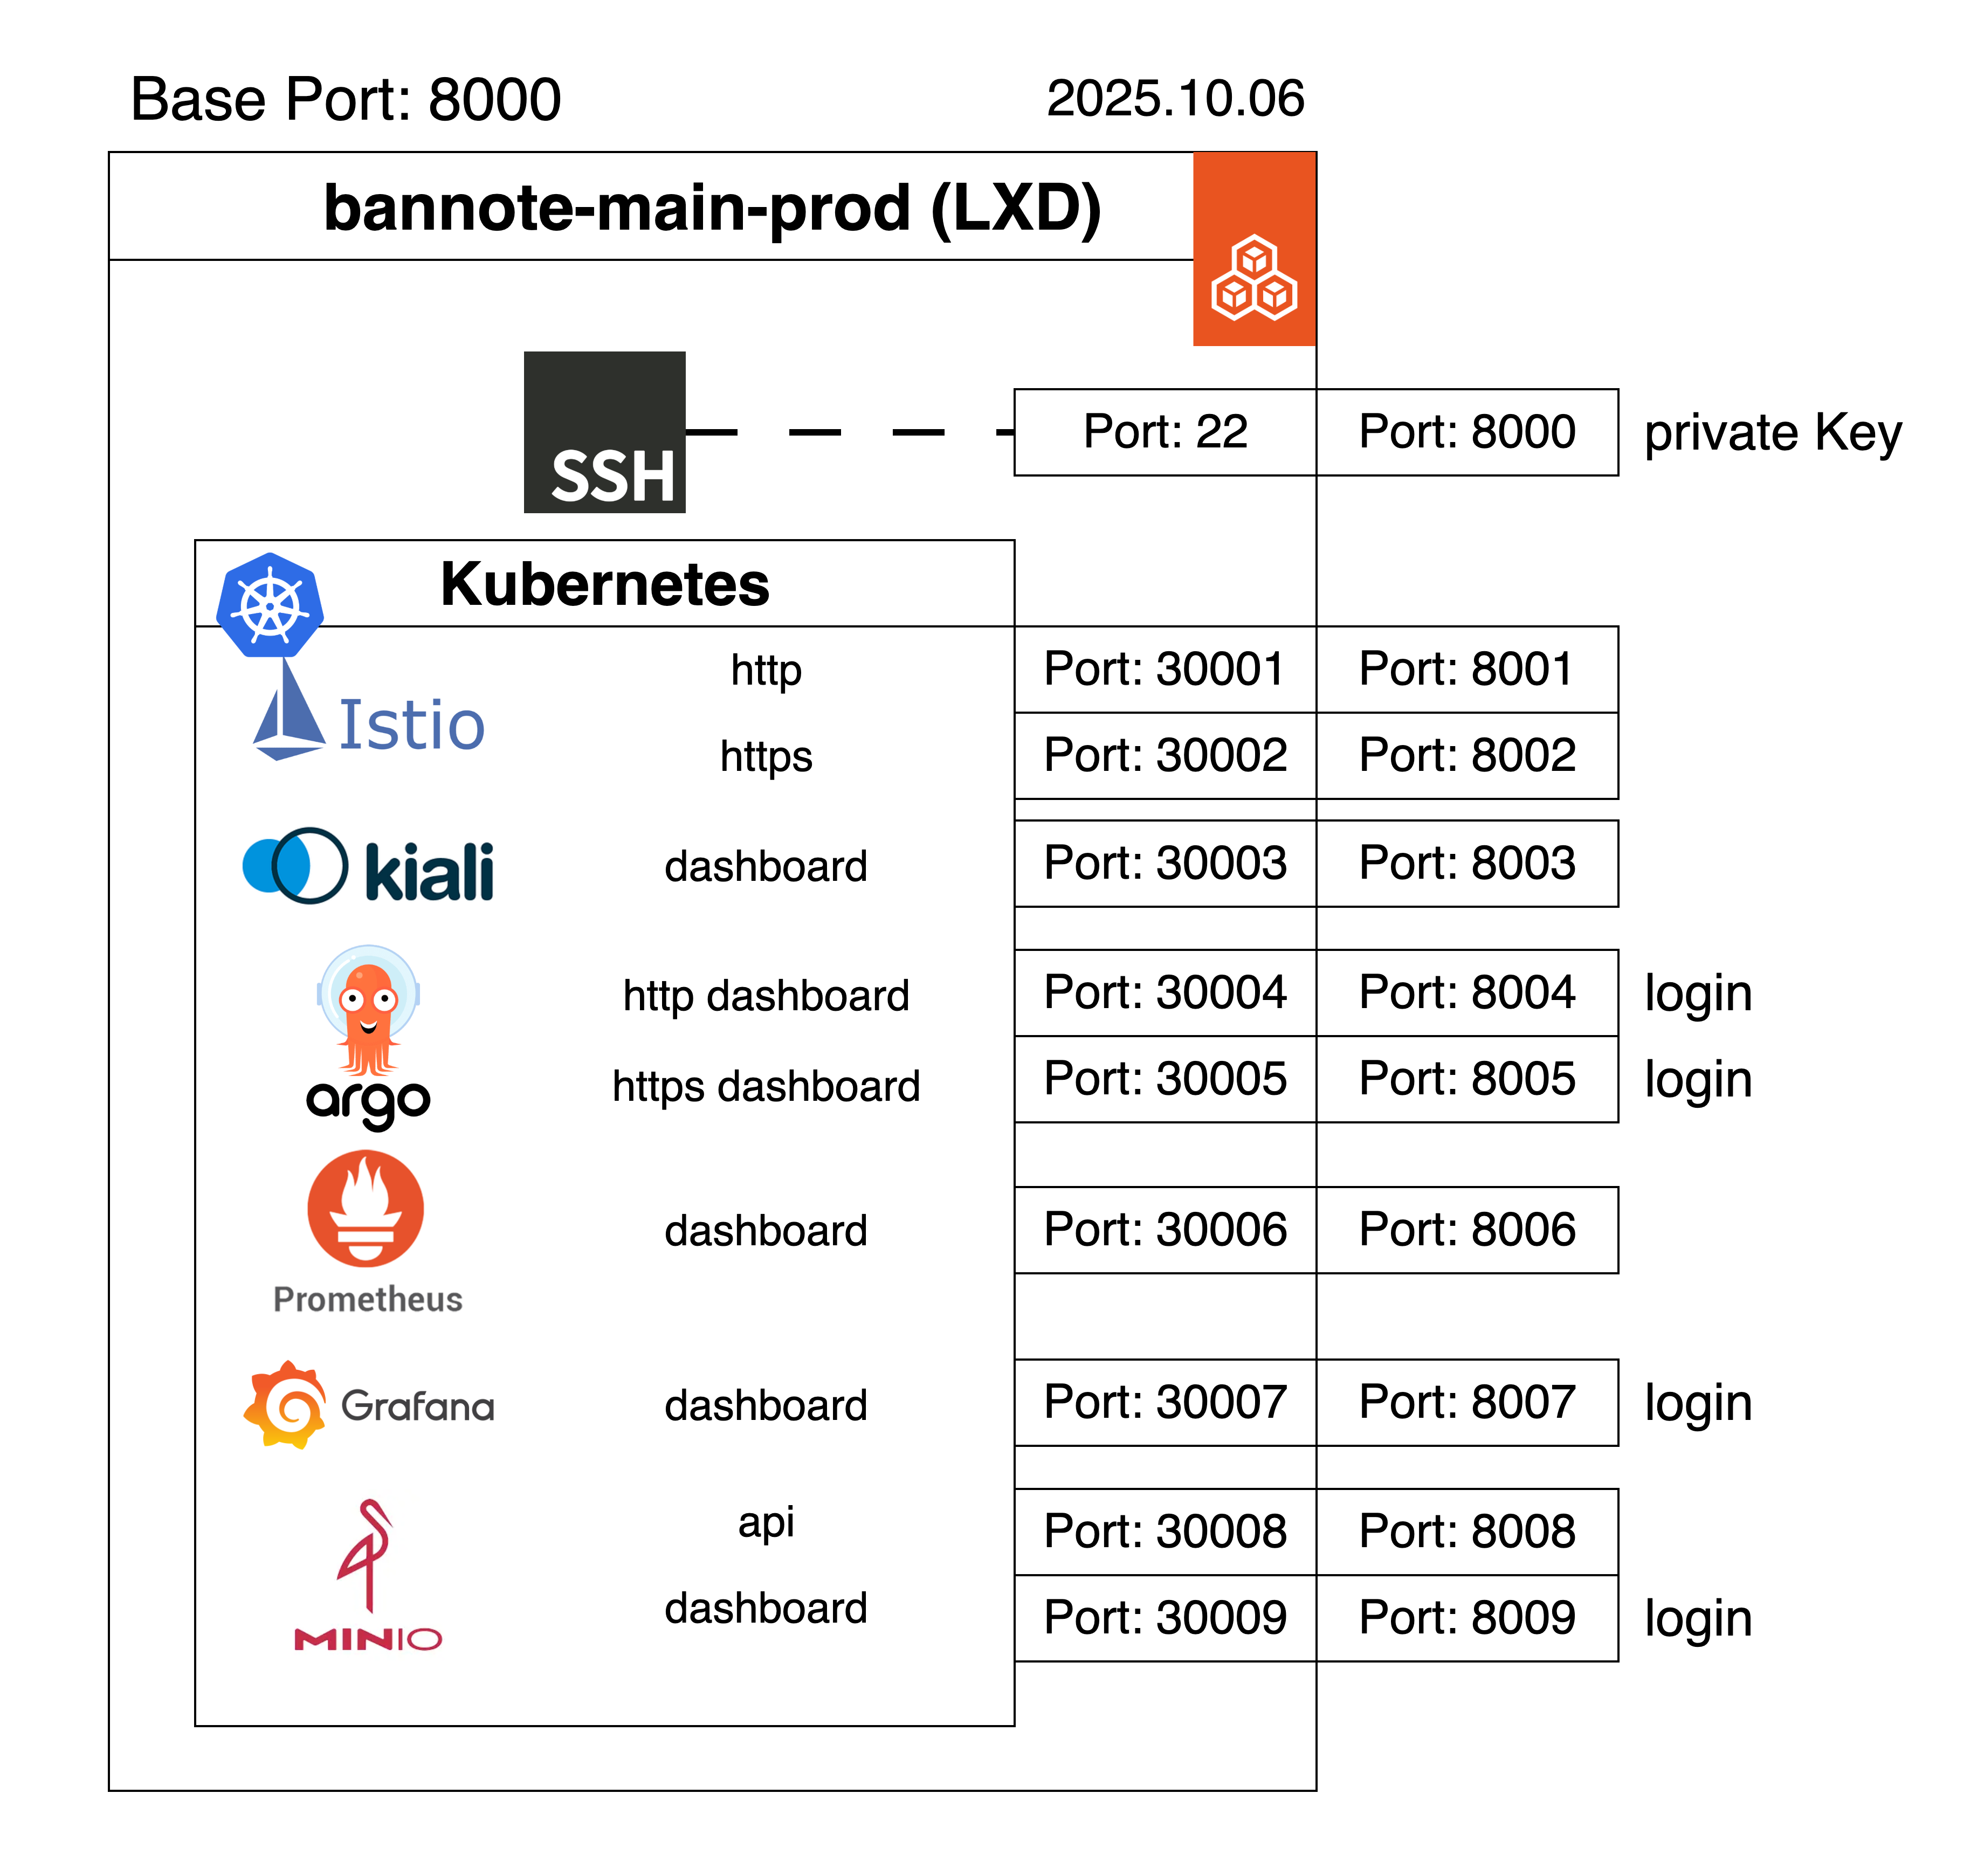 Base Port: 8000
2025.10.06
bannote-main-prod (LXD)
SSH
Port: 22
Port: 8000
private Key
Kubernetes
Istio
http
Port: 30001
Port: 8001
https
Port: 30002
Port: 8002
kiali
dashboard
Port: 30003
Port: 8003
argo
http dashboard
Port: 30004
Port: 8004
login
https dashboard
Port: 30005
Port: 8005
login
Prometheus
dashboard
Port: 30006
Port: 8006
Grafana
dashboard
Port: 30007
Port: 8007
login
MINIO
api
Port: 30008
Port: 8008
dashboard
Port: 30009
Port: 8009
login